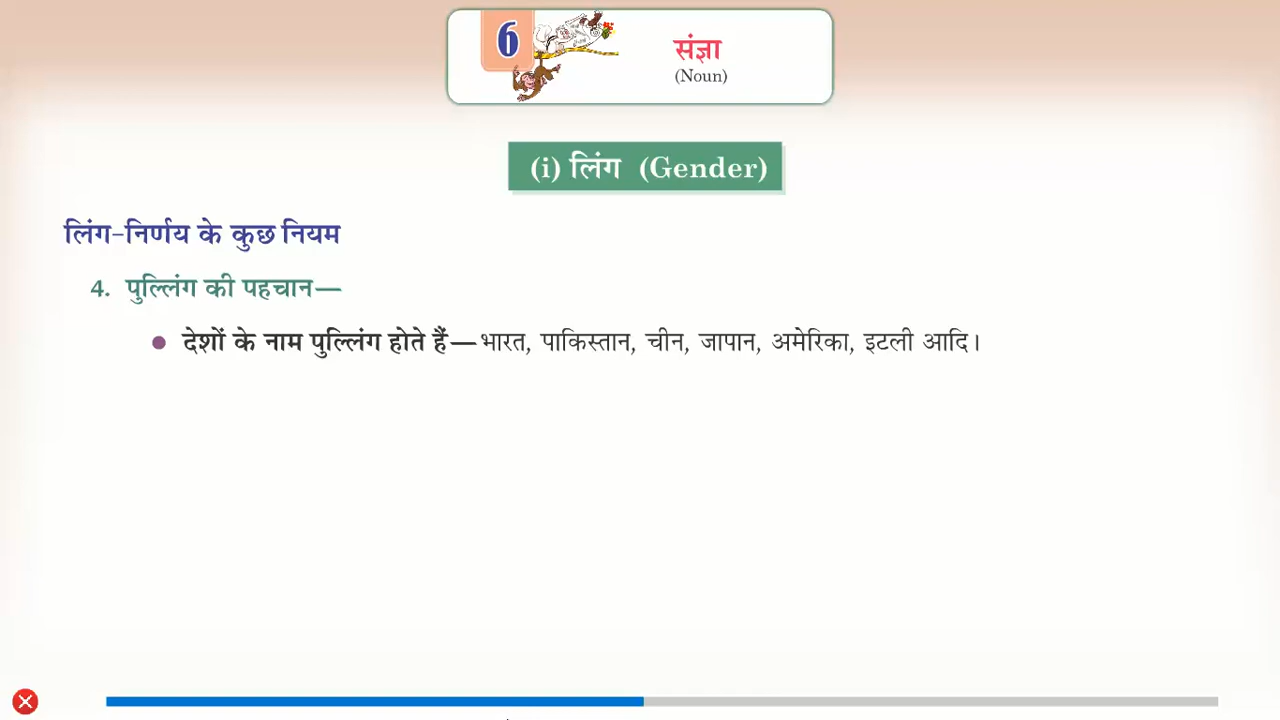 6
संज्ञा
(Noun)
(i) लिंग (Gender)
लिंग-निर्णय के कुछ नियम
4. पुल्लिंग की पहचान—
● देशों के नाम पुल्लिंग होते हैं—भारत, पाकिस्तान, चीन, जापान, अमेरिका, इटली आदि।